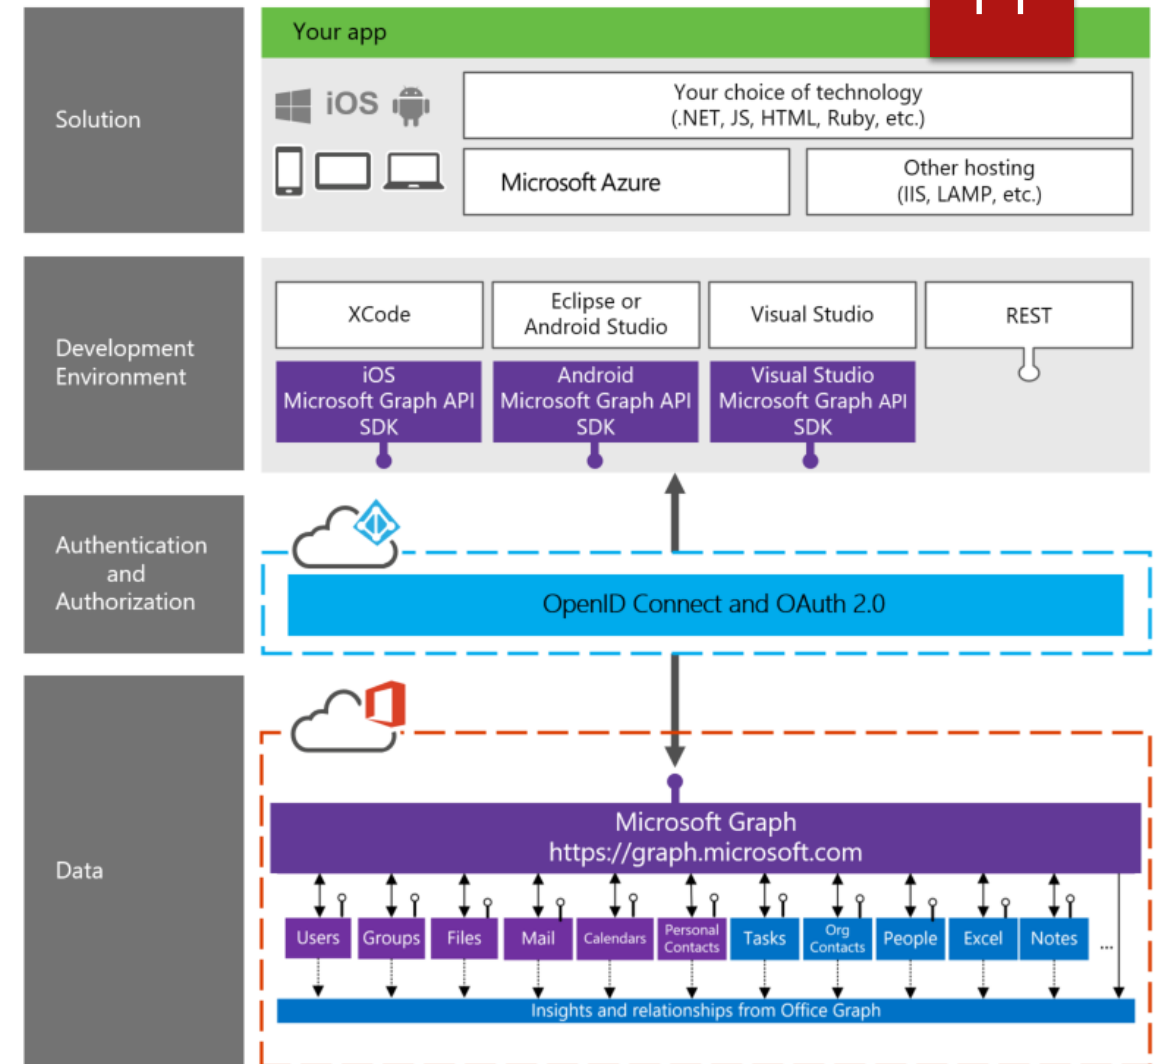 Your app
Solution
iOS
Your choice of technology
(.NET, JS, HTML, Ruby, etc.)
Microsoft Azure
Other hosting
(IIS, LAMP, etc.)
Development
Environment
XCode
Eclipse or
Android Studio
Visual Studio
REST
iOS
Microsoft Graph API
SDK
Android
Microsoft Graph API
SDK
Visual Studio
Microsoft Graph API
SDK
Authentication
and
Authorization
OpenID Connect and OAuth 2.0
Data
Microsoft Graph
https://graph.microsoft.com
Users
Groups
Files
Mail
Calendars
Personal
Contacts
Tasks
Org
Contacts
People
Excel
Notes
...
Insights and relationships from Office Graph